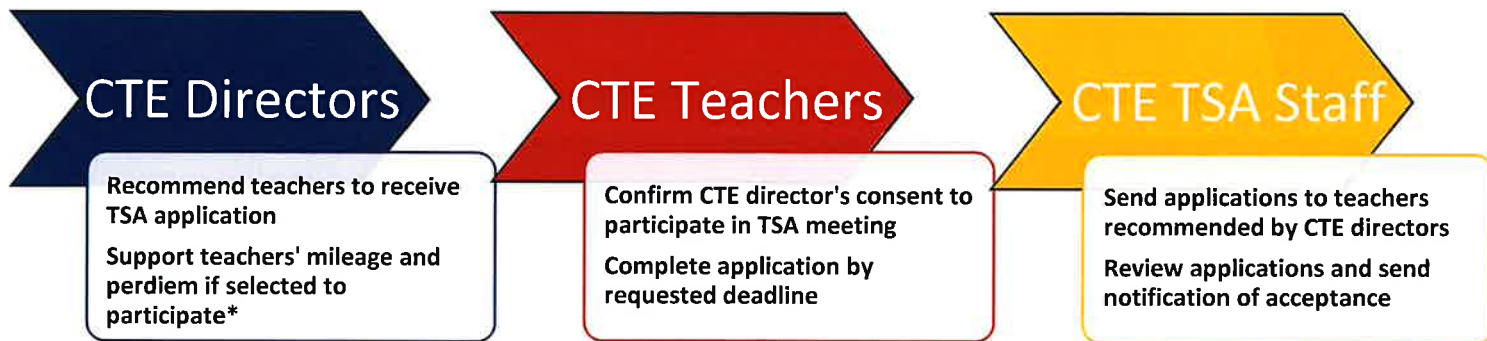 CTE Directors
Recommend teachers to receive
TSA application
Support teachers' mileage and
perdiem if selected to
participate*
CTE Teachers
Confirm CTE director's consent to
participate in TSA meeting
Complete application by
requested deadline
CTE TSA Staff
Send applications to teachers
recommended by CTE directors
Review applications and send
notification of acceptance